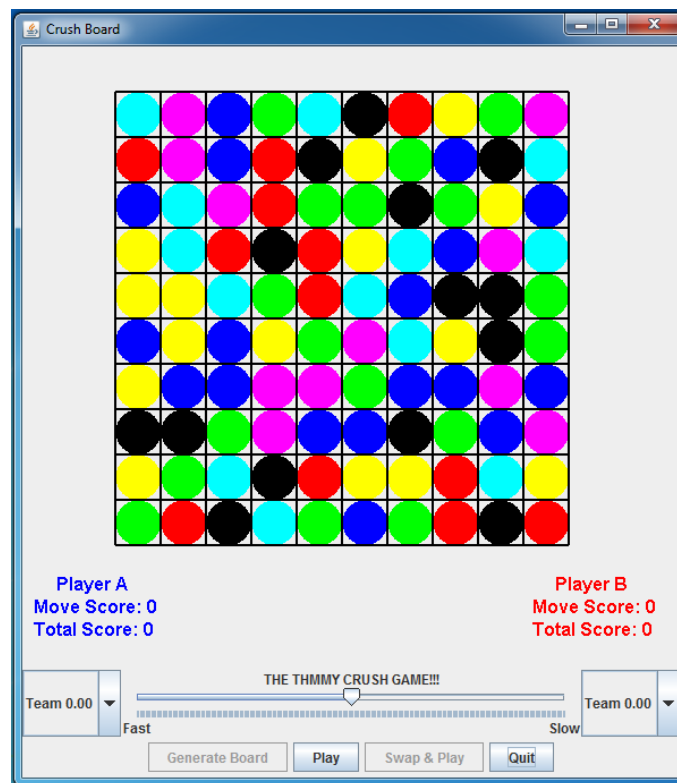 Crush Board
Player A
Move Score: 0
Total Score: 0
Player B
Move Score: 0
Total Score: 0
THE THMMY CRUSH GAME!!!
Team 0.00
Team 0.00
Fast
Slow
Generate Board
Play
Swap & Play
Quit